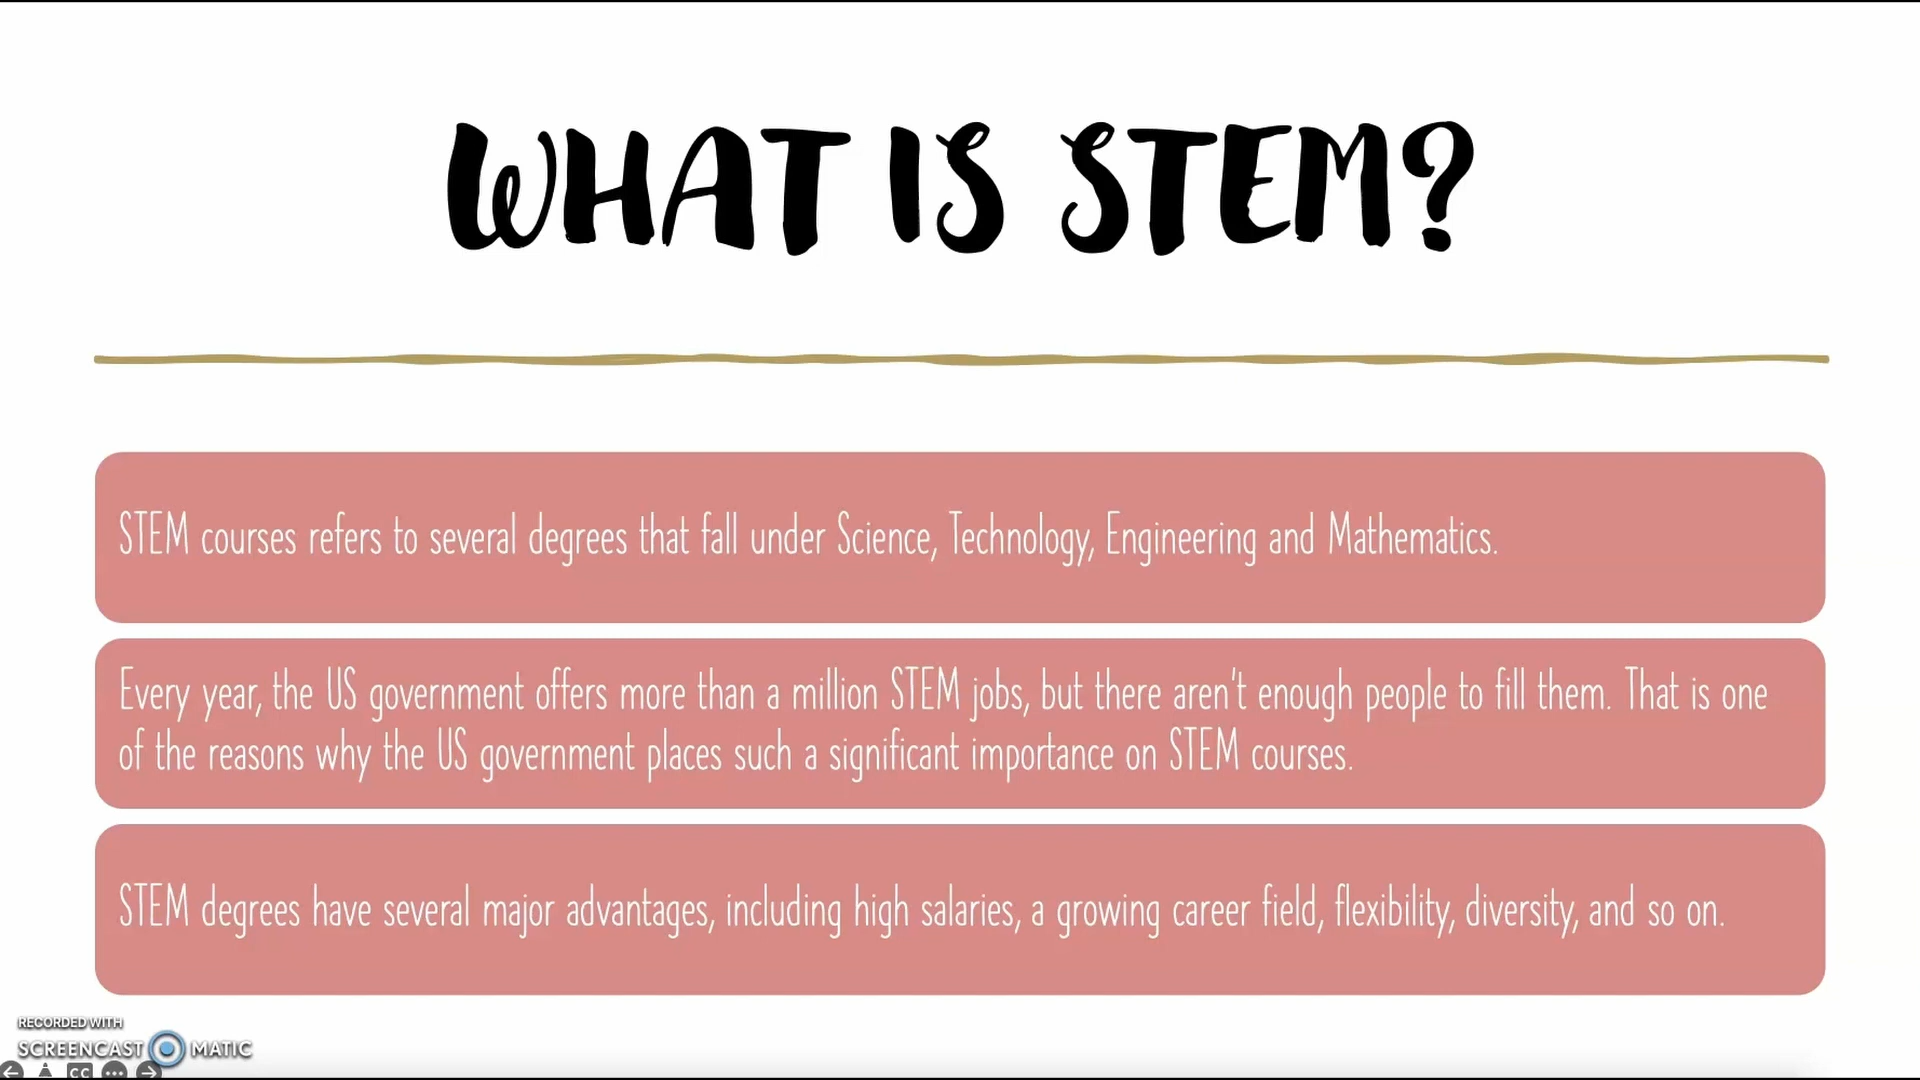 WHAT IS STEM?
STEM courses refers to several degrees that fall under Science, Technology, Engineering and Mathematics.
Every year, the US government offers more than a million STEM jobs, but there aren't enough people to fill them. That is one
of the reasons why the US government places such a significant importance on STEM courses.
STEM degrees have several major advantages, including high salaries, a growing career field, flexibility, diversity, and so on.
RECORDED WITH
SCREENCAST MATIC
CC